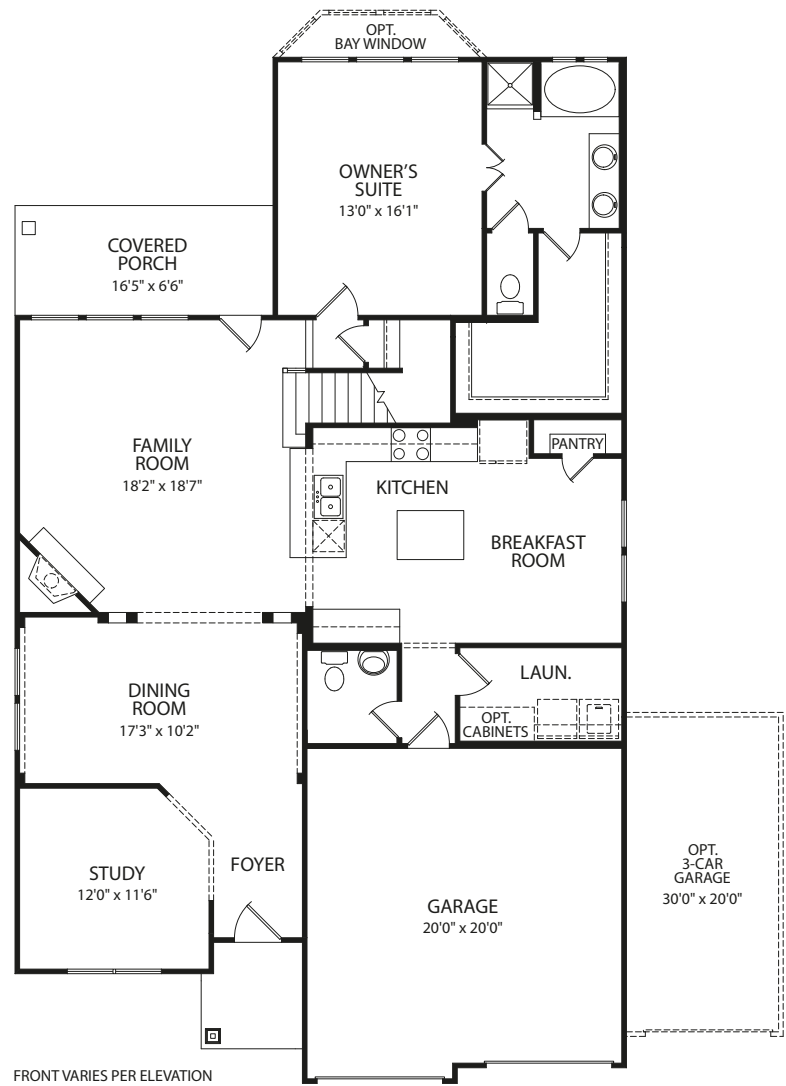 OPT.
BAY WINDOW
OWNER’S
SUITE
13'0" x 16'1"
COVERED
PORCH
16'5" x 6'6"
FAMILY
ROOM
18'2" x 18'7"
PANTRY
KITCHEN
BREAKFAST
ROOM
LAUN.
OPT.
CABINETS
DINING
ROOM
17'3" x 10'2"
STUDY
12'0" x 11'6"
FOYER
GARAGE
20'0" x 20'0"
OPT.
3-CAR
GARAGE
30'0" x 20'0"
FRONT VARIES PER ELEVATION